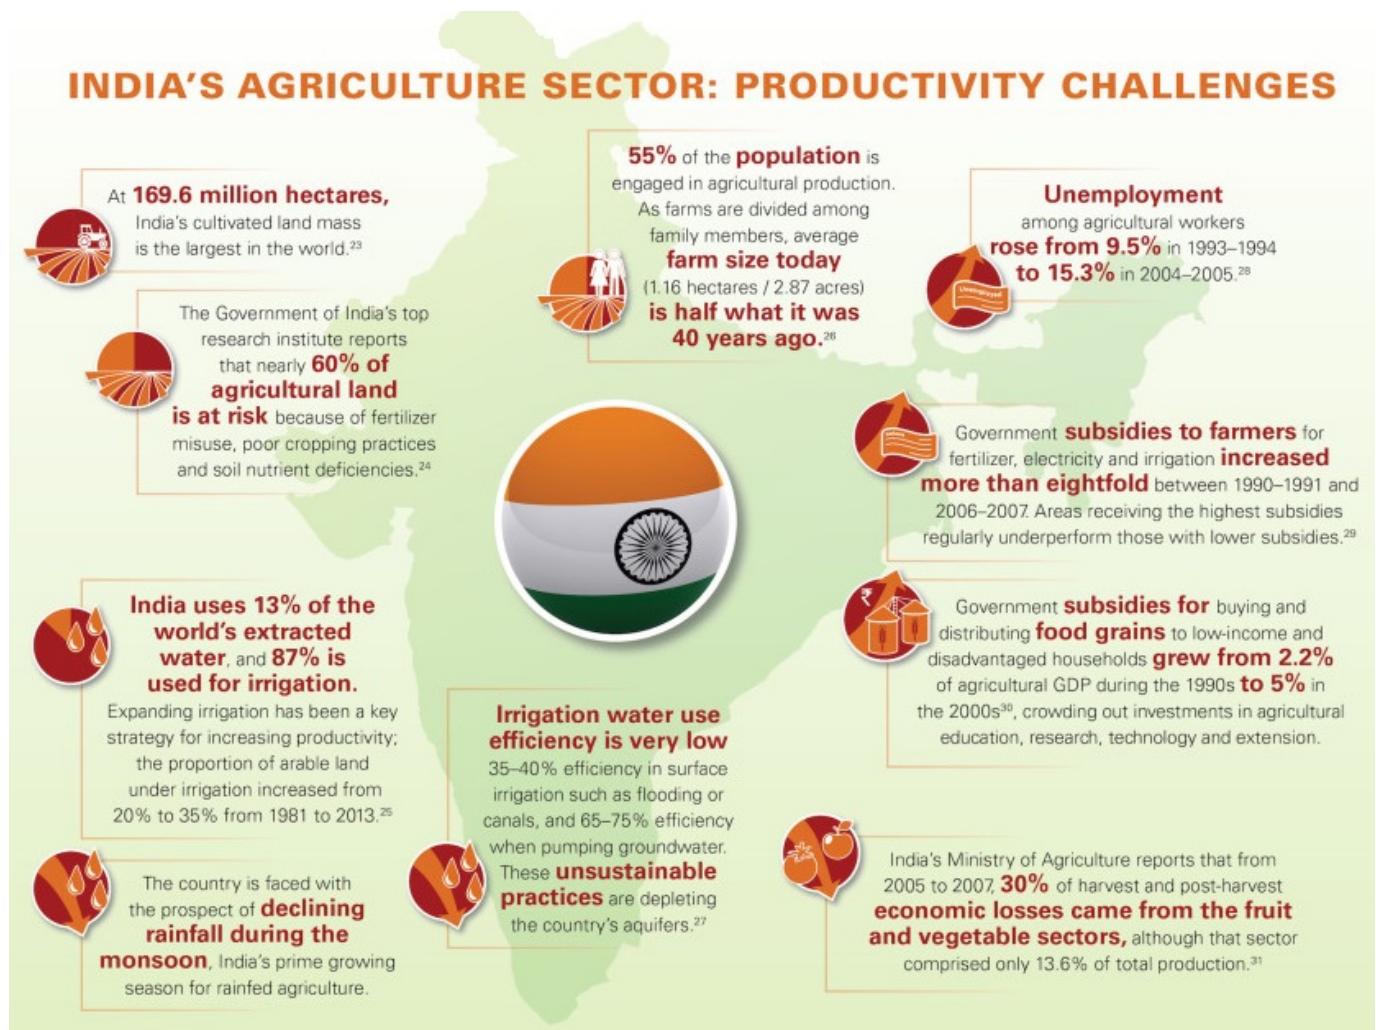 INDIA'S AGRICULTURE SECTOR: PRODUCTIVITY CHALLENGES
At 169.6 million hectares,
India's cultivated land mass
is the largest in the world.23
The Government of India's top
research institute reports
that nearly 60% of
agricultural land
is at risk because of fertilizer
misuse, poor cropping practices
and soil nutrient deficiencies.24
India uses 13% of the
world's extracted
water, and 87% is
used for irrigation.
Expanding irrigation has been a key
strategy for increasing productivity;
the proportion of arable land
under irrigation increased from
20% to 35% from 1981 to 2013.25
The country is faced with
the prospect of declining
rainfall during the
monsoon, India's prime growing
season for rainfed agriculture.
55% of the population is
engaged in agricultural production.
As farms are divided among
family members, average
farm size today
(1.16 hectares / 2.87 acres)
is half what it was
40 years ago.26
Irrigation water use
efficiency is very low
35–40% efficiency in surface
irrigation such as flooding or
canals, and 65–75% efficiency
when pumping groundwater.
These unsustainable
practices are depleting
the country's aquifers.27
Unemployment
among agricultural workers
rose from 9.5% in 1993–1994
to 15.3% in 2004–2005.28
Unemployed
Government subsidies to farmers for
fertilizer, electricity and irrigation increased
more than eightfold between 1990–1991 and
2006–2007. Areas receiving the highest subsidies
regularly underperform those with lower subsidies.29
₹
Government subsidies for buying and
distributing food grains to low-income and
disadvantaged households grew from 2.2%
of agricultural GDP during the 1990s to 5% in
the 2000s30, crowding out investments in agricultural
education, research, technology and extension.
India's Ministry of Agriculture reports that from
2005 to 2007, 30% of harvest and post-harvest
economic losses came from the fruit
and vegetable sectors, although that sector
comprised only 13.6% of total production.31